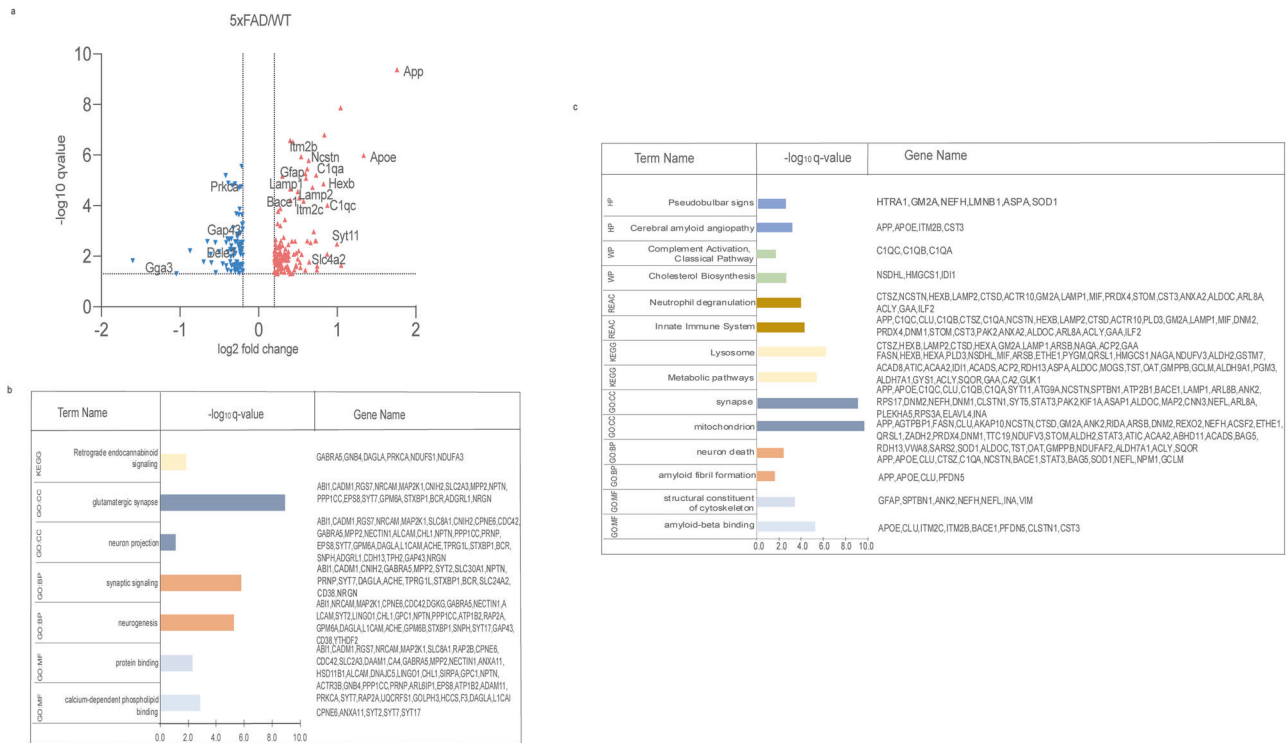 a
5xFAD/WT
10
8
6
4
2
0
-log10 qvalue
App
Apoe
Itm2b
Ncstn
Gfap
C1qa
Lamp1
Hexb
Lamp2
Bace1
Itm2c
C1qc
Syt11
Slc4a2
Prkca
Gap43
Gga3
-2
-1
0
1
2
log2 fold change
b
Term Name
-log10 q-value
Gene Name
KEGG
Retrograde endocannabinoid
signaling
GABRA5,GNB4,DAGLA,PRKCA,NDUFS1,NDUFA3
GO:CC
glutamergic synapse
ABI1,CADM1,RGS7,NRCAM,MAP2K1,SLC2A3,CNIH2,SLC2A3,MPP2,NPTN,
PPP1CC,EPS8,SYT7,GPM6A,DAGLA,STXBP1,BCR,ADGRL1,NRGN
GO:CC
neuron projection
ABI1,CADM1,RGS7,NRCAM,MAP2K1,SLC8A1,CNIH2,CPNE6,CDC42,
GABRA5,MPP2,NECTIN1,ALCAM,CHL1,NPTN,PPP1CC,PRNP,
EPS8,SYT7,GPM6A,DAGLA,L1CAM,ACHE,TPRG1L,STXBP1,BCR,
SNPH,ADGRL1,CDH13,TPH2,GAP43,NRGN
GO:BP
synaptic signaling
ABI1,CADM1,CNIH2,GABRA5,MPP2,SYT2,SLC30A1,NPTN,
PRNP,SYT7,DAGLA,ACHE,TPRG1L,STXBP1,BCR,SLC24A2,
CD38,NRGN
GO:BP
neurogenesis
ABI1,NRCAM,MAP2K1,CPNE6,CDC42,DGKG,GABRA5,NECTIN1,A
LCAM,SYT2,LINGO1,CHL1,GPC1,NPTN,PPP1CC,ATP1B2,RAP2A,
GPM6A,DAGLA,L1CAM,ACHE,GPM6B,STXBP1,SNPH,SYT17,GAP43,
CD38,YTHDF2
GO:MF
protein binding
ABI1,CADM1,RGS7,NRCAM,MAP2K1,SLC8A1,RAP2B,CPNE6,
CDC42,SLC2A3,DAAM1,CA4,GABRA5,MPP2,NECTIN1,ANXA11,
HSD11B1,ALCAM,DNAJC5,LINGO1,CHL1,SIRPA,GPC1,NPTN,
ACTR3B,GNB4,PPP1CC,PRNP,ARL6IP1,EPS8,ATP1B2,ADAM11,
PRKCA,SYT7,RAP2A,UQCRFS1,GOLPH3,HCCS,F3,DAGLA,L1CAI
GO:MF
calcium-dependent phospholipid
binding
CPNE6,ANXA11,SYT2,SYT7,SYT17
0.0 2.0 4.0 6.0 8.0 10.0
c
Term Name
-log10 q-value
Gene Name
HP
Pseudobulbar signs
HTRA1,GM2A,NEFH,LMNB1,ASPA,SOD1
HP
Cerebral amyloid angiopathy
APP,APOE,ITM2B,CST3
WP
Complement Activation,
Classical Pathway
C1QC,C1QB,C1QA
WP
Cholesterol Biosynthesis
NSDHL,HMGCS1,IDI1
REAC
Neutrophil degranulation
CTSZ,NCSTN,HEXB,LAMP2,CTSD,ACTR10,GM2A,LAMP1,MIF,PRDX4,STOM,CST3,ANXA2,ALDOC,ARL8A,
ACLY,GAA,ILF2
REAC
Innate Immune System
APP,C1QC,CLU,C1QB,CTSZ,C1QA,NCSTN,HEXB,LAMP2,CTSD,ACTR10,PLD3,GM2A,LAMP1,MIF,DNM2,
PRDX4,DNM1,STOM,CST3,PAK2,ANXA2,ALDOC,ARL8A,ACLY,GAA,ILF2
KEGG
Lysosome
CTSZ,HEXB,LAMP2,CTSD,HEXA,GM2A,LAMP1,ARSB,NAGA,ACP2,GAA
KEGG
Metabolic pathways
FASN,HEXB,HEXA,PLD3,NSDHL,MIF,ARSB,ETHE1,PYGM,QRSL1,HMGCS1,NAGA,NDUFV3,ALDH2,GSTM7,
ACAD8,ATIC,ACAA2,IDI1,ACADS,ACP2,RDH13,ASPA,ALDOC,MOGS,TST,OAT,GMPPB,GCLM,ALDH9A1,PGM3,
ALDH7A1,GYS1,ACLY,SQOR,GAA,CA2,GUK1
GO:CC
synapse
APP,APOE,C1QC,CLU,C1QB,C1QA,SYT11,ATG9A,NCSTN,SPTBN1,ATP2B1,BACE1,LAMP1,ARL8B,ANK2,
RPS17,DNM2,NEFH,DNM1,CLSTN1,SYT5,STAT3,PAK2,KIF1A,ASAP1,ALDOC,MAP2,CNN3,NEFL,ARL8A,
PLEKHA5,RPS3A,ELAVL4,INA
GO:CC
mitochondrion
APP,AGTPBP1,FASN,CLU,AKAP10,NCSTN,CTSD,GM2A,ANK2,RIDA,ARSB,DNM2,REXO2,NEFH,ACSF2,ETHE1,
QRSL1,ZADH2,PRDX4,DNM1,TTC19,NDUFV3,STOM,ALDH2,STAT3,ATIC,ACAA2,ABHD11,ACADS,BAG5,
RDH13,VWA8,SARS2,SOD1,ALDOC,TST,OAT,GMPPB,NDUFAF2,ALDH7A1,ACLY,SQOR
GO:BP
neuron death
APP,APOE,CLU,CTSZ,C1QA,NCSTN,BACE1,STAT3,BAG5,SOD1,NEFL,NPM1,GCLM
GO:BP
amyloid fibril formation
APP,APOE,CLU,PFDN5
GO:MF
structural constituent
of cytoskeleton
GFAP,SPTBN1,ANK2,NEFH,NEFL,INA,VIM
GO:MF
amyloid-beta binding
APOE,CLU,ITM2C,ITM2B,BACE1,PFDN5,CLSTN1,CST3
0.0 2.0 4.0 6.0 8.0 10.0